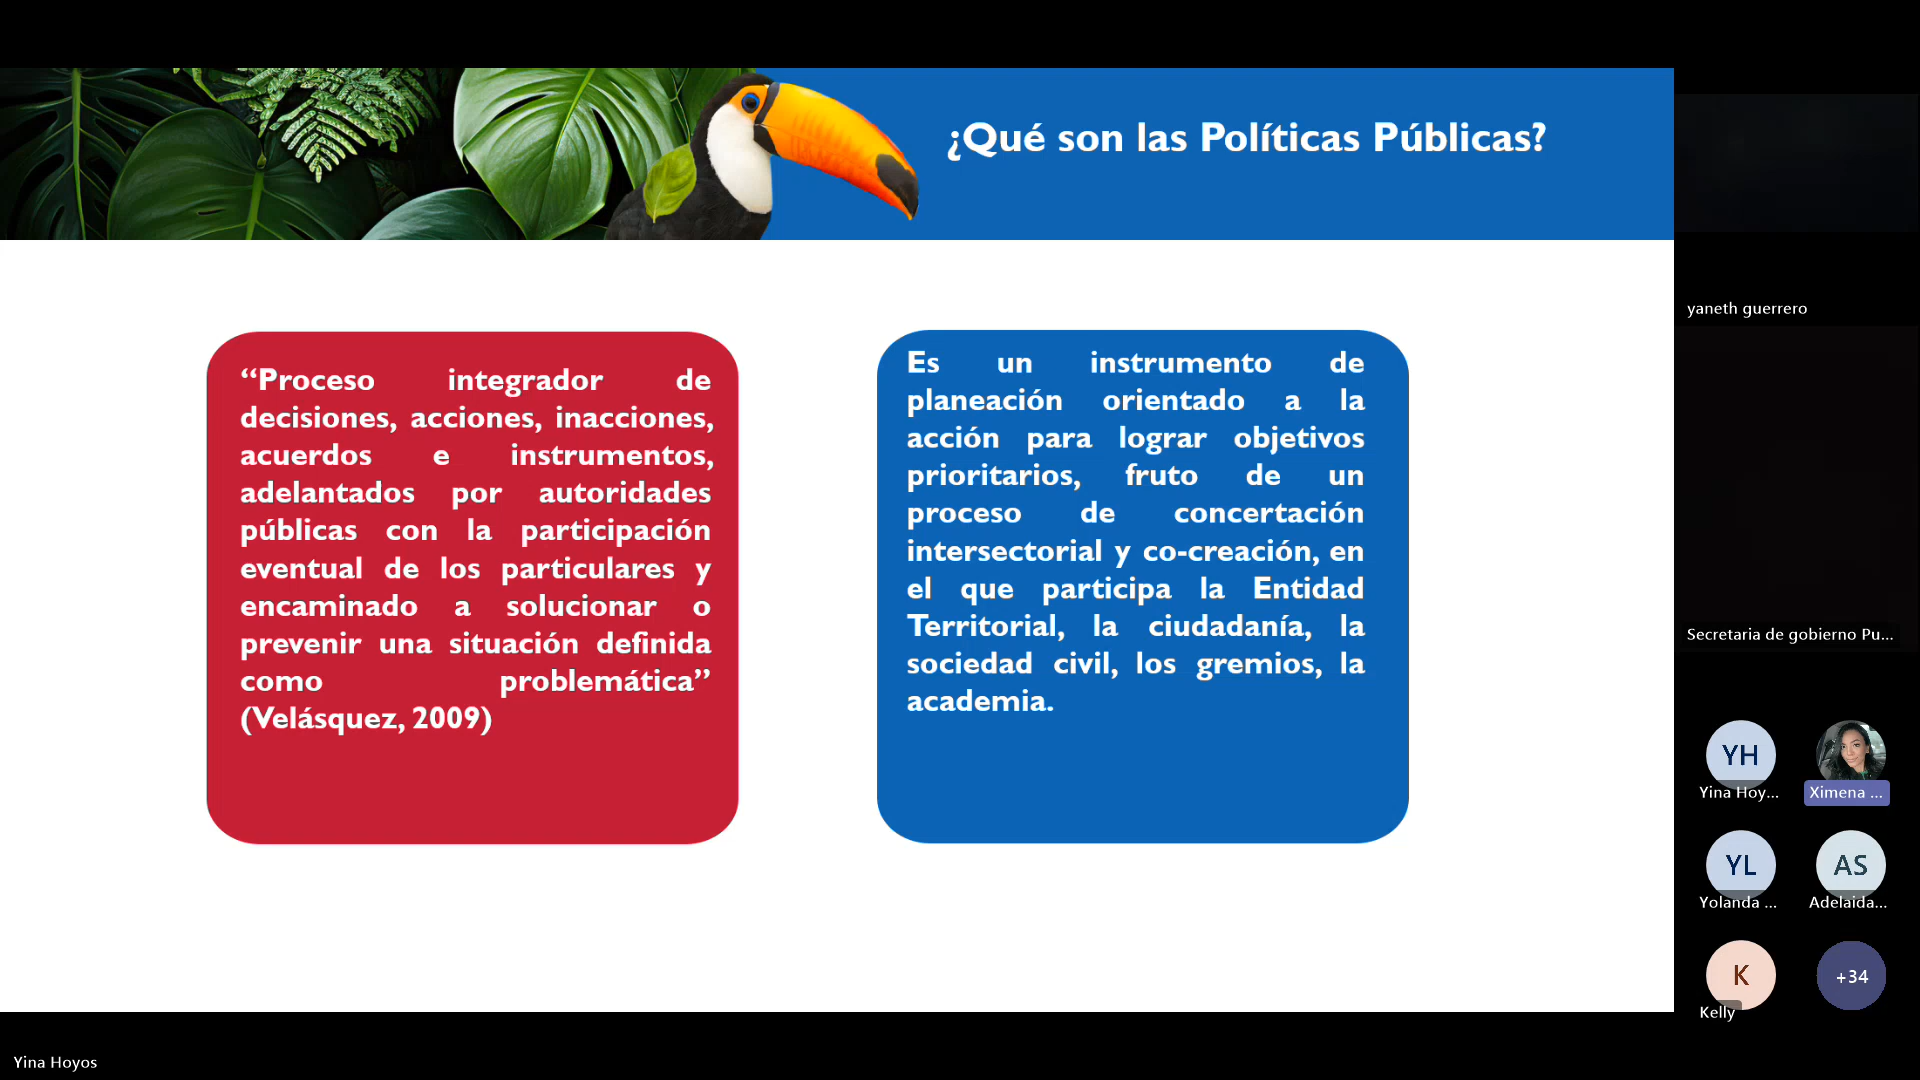 ¿Qué son las Políticas Públicas?
“Proceso integrador de
decisiones, acciones, inacciones,
acuerdos e instrumentos,
adelantados por autoridades
públicas con la participación
eventual de los particulares y
encaminado a solucionar o
prevenir una situación definida
como problemática”
(Velásquez, 2009)
Es un instrumento de
planeación orientado a la
acción para lograr objetivos
prioritarios, fruto de un
proceso de concertación
intersectorial y co-creación, en
el que participa la Entidad
Territorial, la ciudadanía, la
sociedad civil, los gremios, la
academia.
yaneth guerrero
Secretaria de gobierno Pu...
YH
Yina Hoy...
Ximena ...
YL
Yolanda ...
AS
Adelaida...
K
Kelly
+34
Yina Hoyos